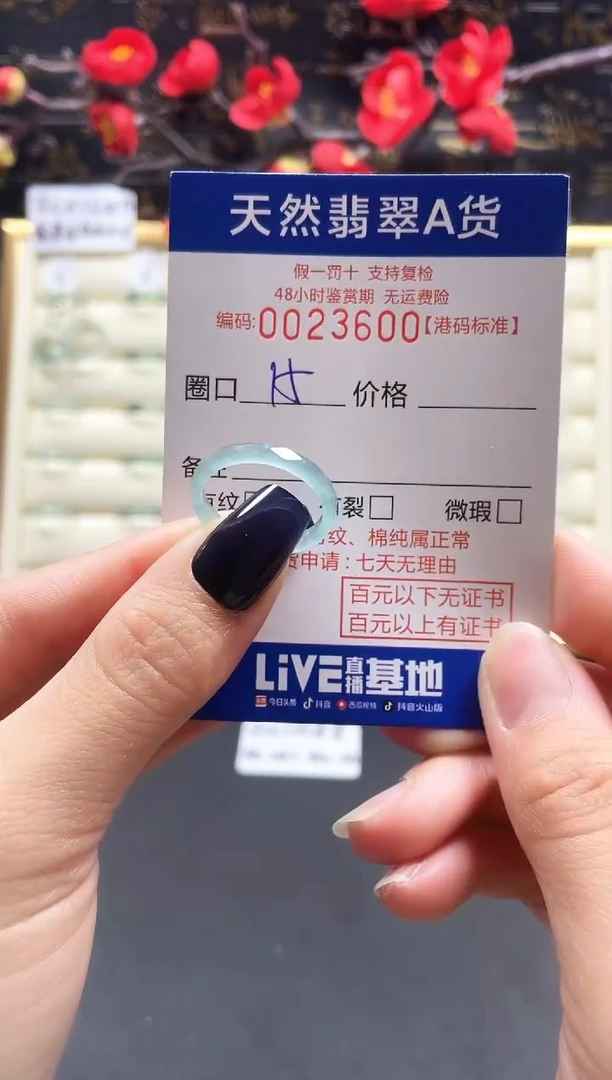 天然翡翠A货
假一罚十 支持复检
48小时鉴赏期 无运费险
编码:0023600【港码标准】
圈口 15 价格
备注
纹 裂 微瑕
纹、棉纯属正常
货申请：七天无理由
百元以下无证书
百元以上有证书
LiVE直播基地
今日头条 抖音 西瓜视频 抖音火山版